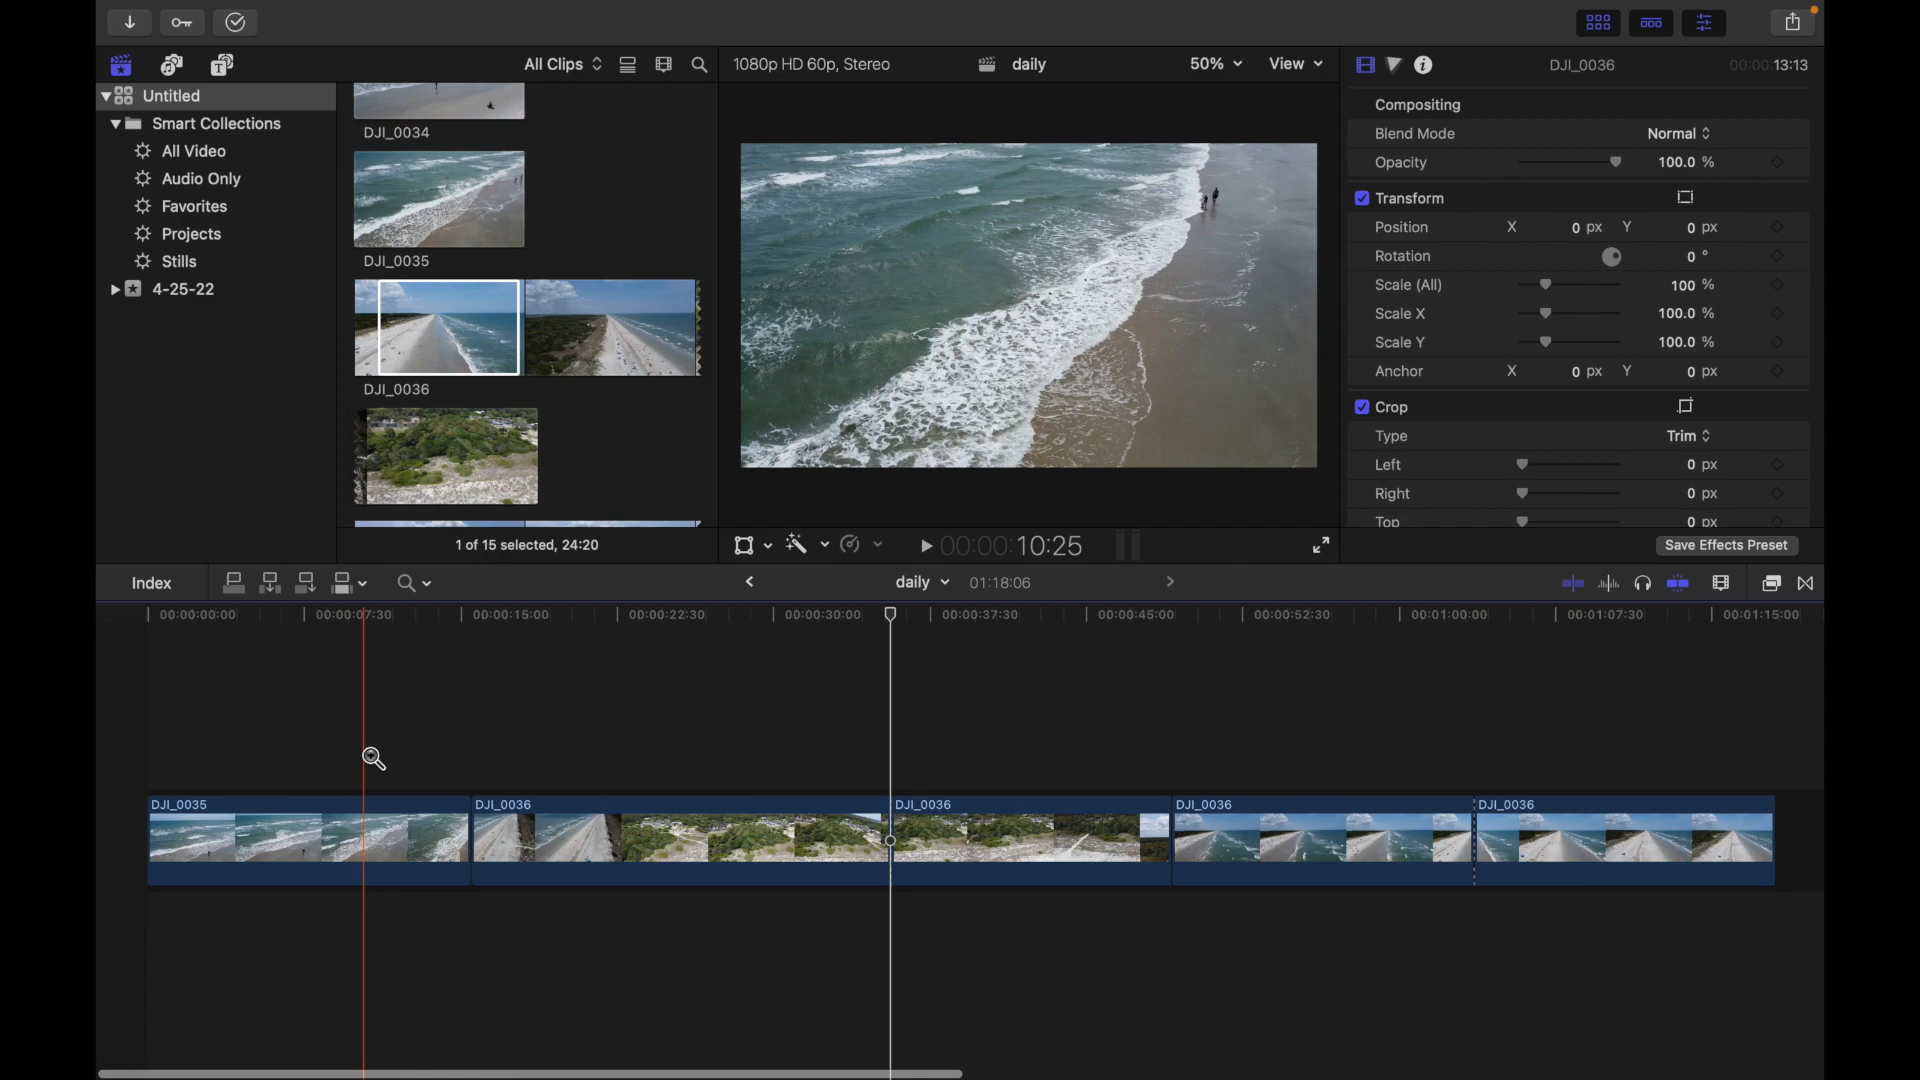 All Clips
1080p HD 60p, Stereo
daily
50%
View
DJI_0036
00:00:13:13
Untitled
Smart Collections
All Video
Audio Only
Favorites
Projects
Stills
4-25-22
DJI_0034
DJI_0035
DJI_0036
1 of 15 selected, 24:20
00:00:10:25
Compositing
Blend Mode Normal
Opacity 100.0 %
Transform
Position X 0 px Y 0 px
Rotation 0 °
Scale (All) 100 %
Scale X 100.0 %
Scale Y 100.0 %
Anchor X 0 px Y 0 px
Crop
Type Trim
Left 0 px
Right 0 px
Top 0 px
Save Effects Preset
Index
daily 01:18:06
00:00:00:00 00:00:07:30 00:00:15:00 00:00:22:30 00:00:30:00 00:00:37:30 00:00:45:00 00:00:52:30 00:01:00:00 00:01:07:30 00:01:15:00
DJI_0035 DJI_0036 DJI_0036 DJI_0036 DJI_0036